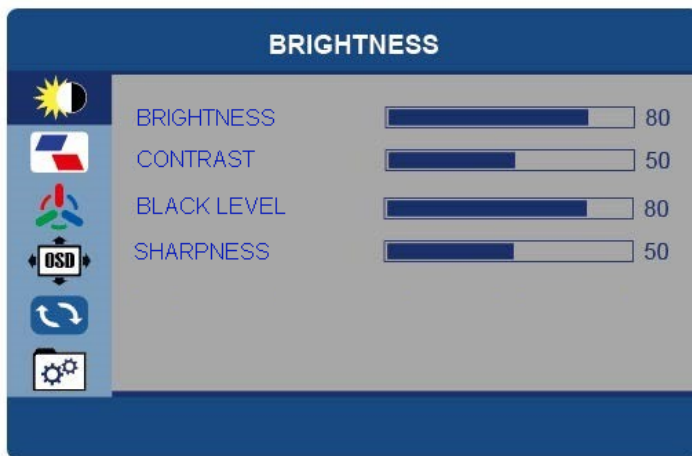 BRIGHTNESS
BRIGHTNESS 80
CONTRAST 50
BLACK LEVEL 80
OSD
SHARPNESS 50